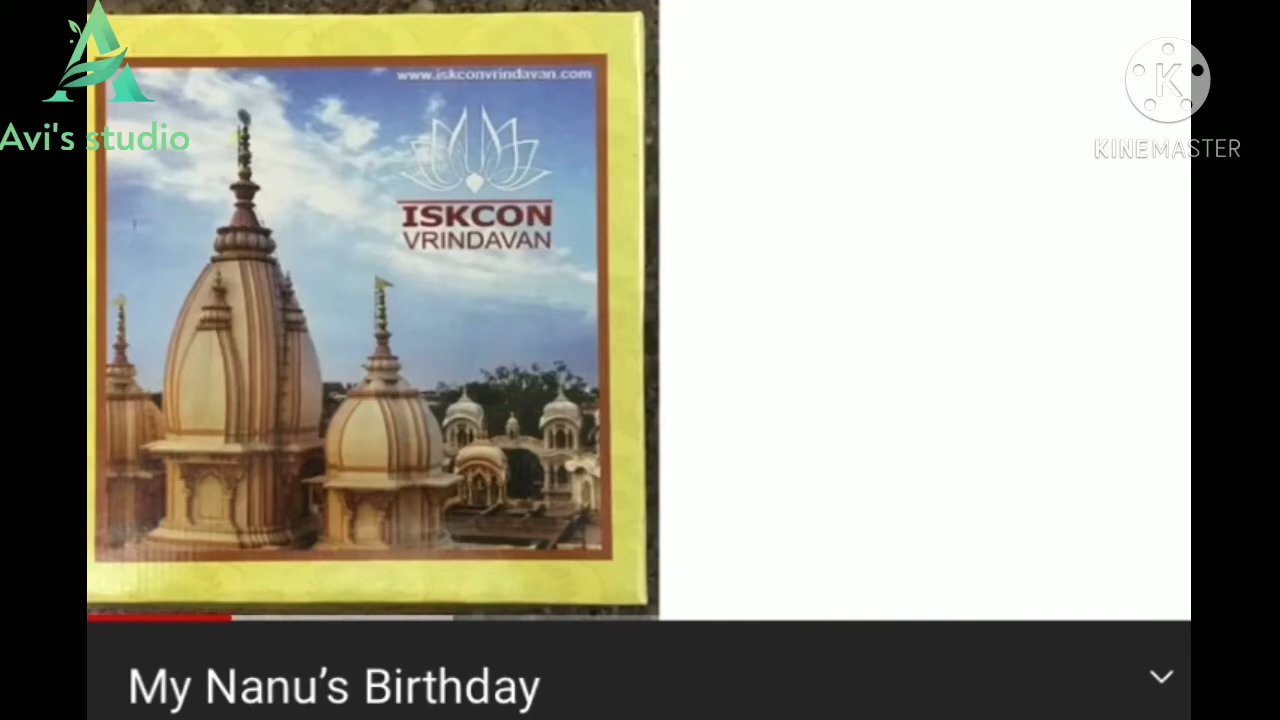 Avi's studio
www.iskconvrindavan.com
ISKCON
VRINDAVAN
K
KINEMASTER
My Nanu’s Birthday